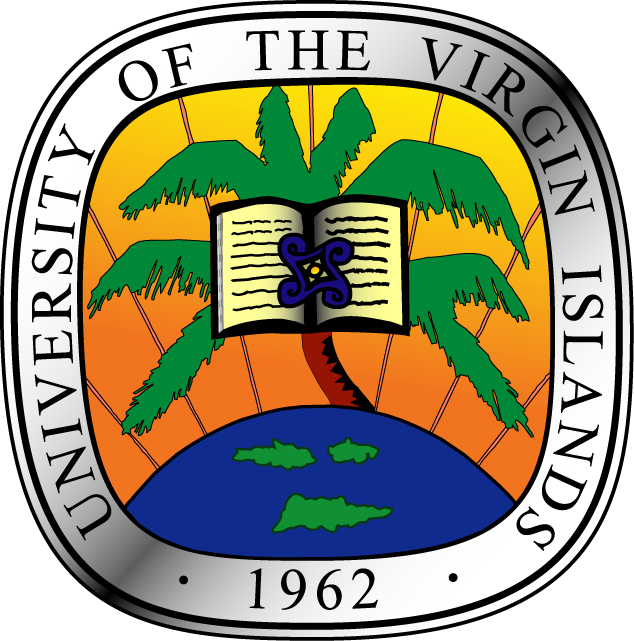 UNIVERSITY OF THE VIRGIN ISLANDS
· 1962 ·